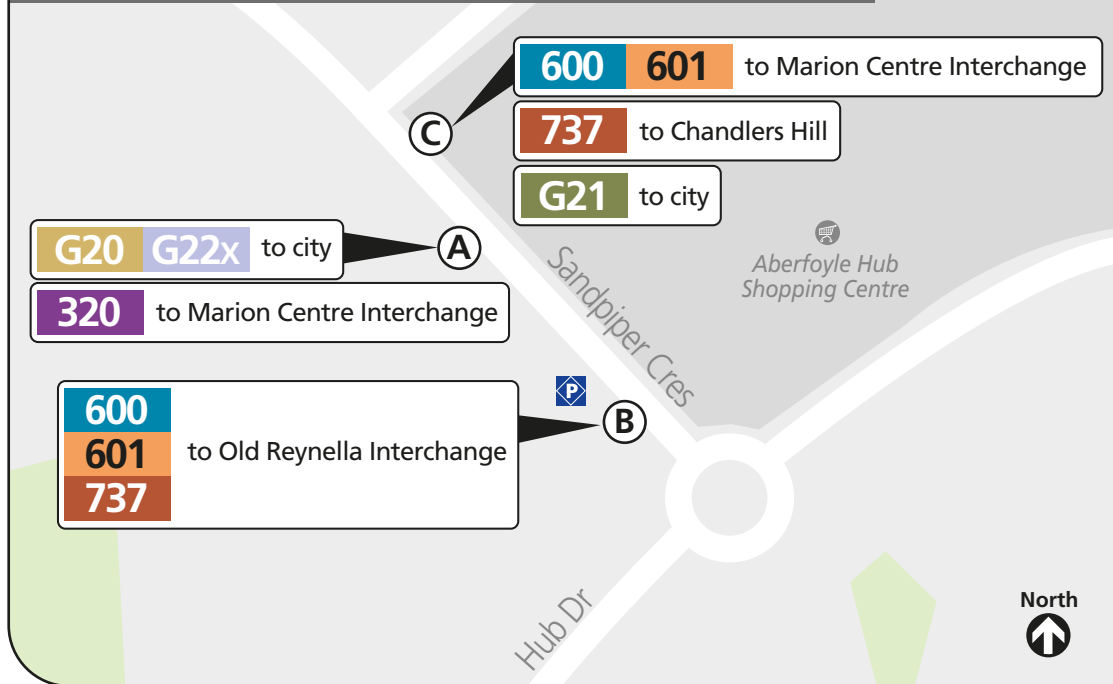 600 601 to Marion Centre Interchange
737 to Chandlers Hill
G21 to city
C
G20 G22x to city
A
320 to Marion Centre Interchange
Sandpiper Cres
Aberfoyle Hub
Shopping Centre
P
B
600
601
737
to Old Reynella Interchange
Hub Dr
North